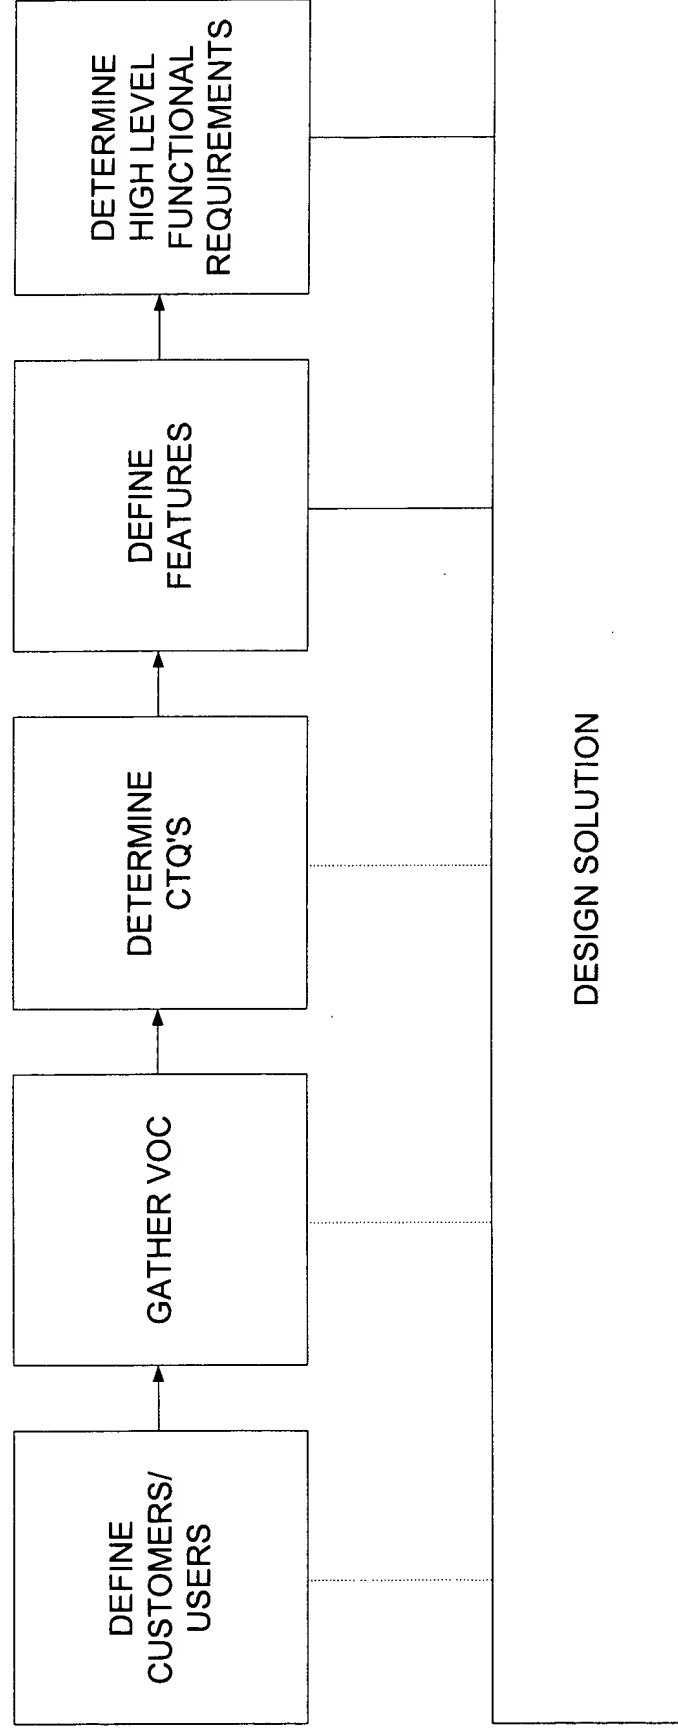 DEFINE
CUSTOMERS/
USERS
GATHER VOC
DETERMINE
CTQ'S
DEFINE
FEATURES
DETERMINE
HIGH LEVEL
FUNCTIONAL
REQUIREMENTS
DESIGN SOLUTION